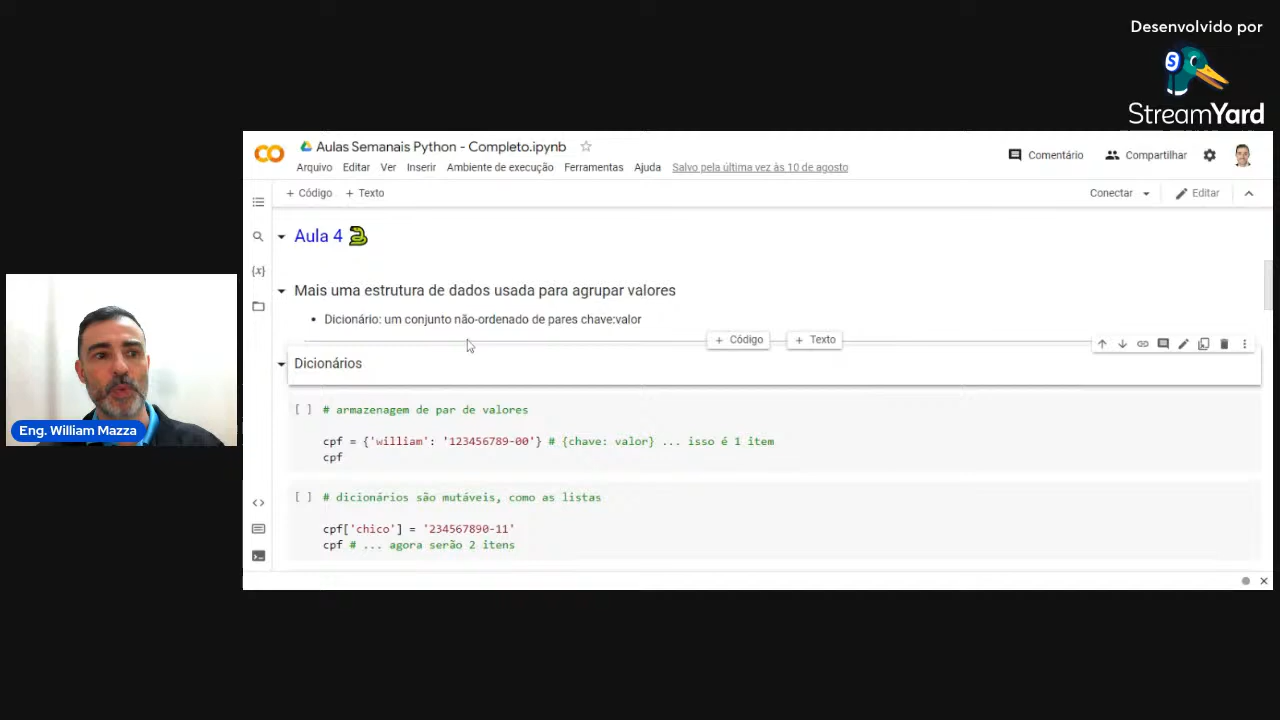 Desenvolvido por
StreamYard
Aulas Semanais Python - Completo.ipynb
Arquivo Editar Ver Inserir Ambiente de execução Ferramentas Ajuda Salvo pela última vez às 10 de agosto
Comentário Compartilhar
+ Código + Texto
Conectar Editar
Aula 4
Mais uma estrutura de dados usada para agrupar valores
• Dicionário: um conjunto não-ordenado de pares chave:valor
+ Código + Texto
Dicionários
[ ] # armazenagem de par de valores
cpf = {'william': '123456789-00'} # {chave: valor} ... isso é 1 item
cpf
[ ] # dicionários são mutáveis, como as listas
cpf['chico'] = '234567890-11'
cpf # ... agora serão 2 itens
Eng. William Mazza